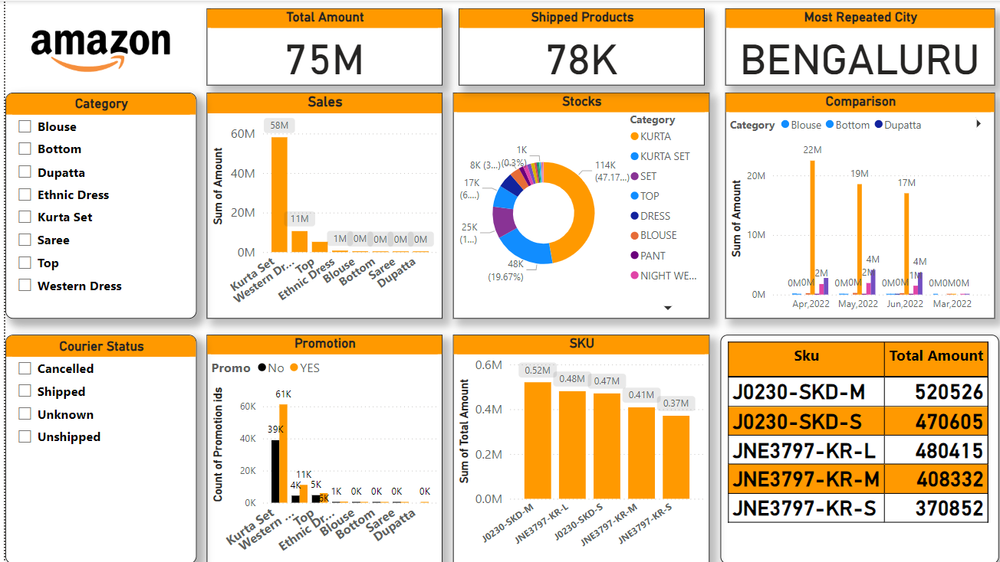 amazon
Total Amount
75M
Shipped Products
78K
Most Repeated City
BENGALURU
Category
Blouse
Bottom
Dupatta
Ethnic Dress
Kurta Set
Saree
Top
Western Dress
Sales
Sum of Amount
60M
40M
20M
0M
58M
11M
1M
0M
0M
0M
0M
Kurta Set
Western Dr...
Top
Ethnic Dress
Blouse
Bottom
Saree
Dupatta
Stocks
Category
KURTA
KURTA SET
SET
TOP
DRESS
BLOUSE
PANT
NIGHT WE...
114K
(47.17...)
48K
(19.67%)
25K
(1...)
17K
(6....)
8K (3...)
1K
(0.3%)
Comparison
Category Blouse Bottom Dupatta
Sum of Amount
20M
10M
0M
22M
19M
17M
0M0M 2M
0M0M 2M 4M
0M0M 1M 4M
0M0M0M
Apr,2022 May,2022 Jun,2022 Mar,2022
Courier Status
Cancelled
Shipped
Unknown
Unshipped
Promotion
Promo No YES
Count of Promotion ids
60K
40K
20K
0K
39K
61K
4K
11K
5K
6K
1K
0K
0K
0K
0K
Kurta Set
Western ...
Top
Ethnic Dr...
Blouse
Bottom
Saree
Dupatta
SKU
Sum of Total Amount
0.6M
0.4M
0.2M
0.0M
0.52M
0.48M
0.47M
0.41M
0.37M
J0230-SKD-M
JNE3797-KR-L
J0230-SKD-S
JNE3797-KR-M
JNE3797-KR-S
Sku Total Amount
J0230-SKD-M 520526
J0230-SKD-S 470605
JNE3797-KR-L 480415
JNE3797-KR-M 408332
JNE3797-KR-S 370852